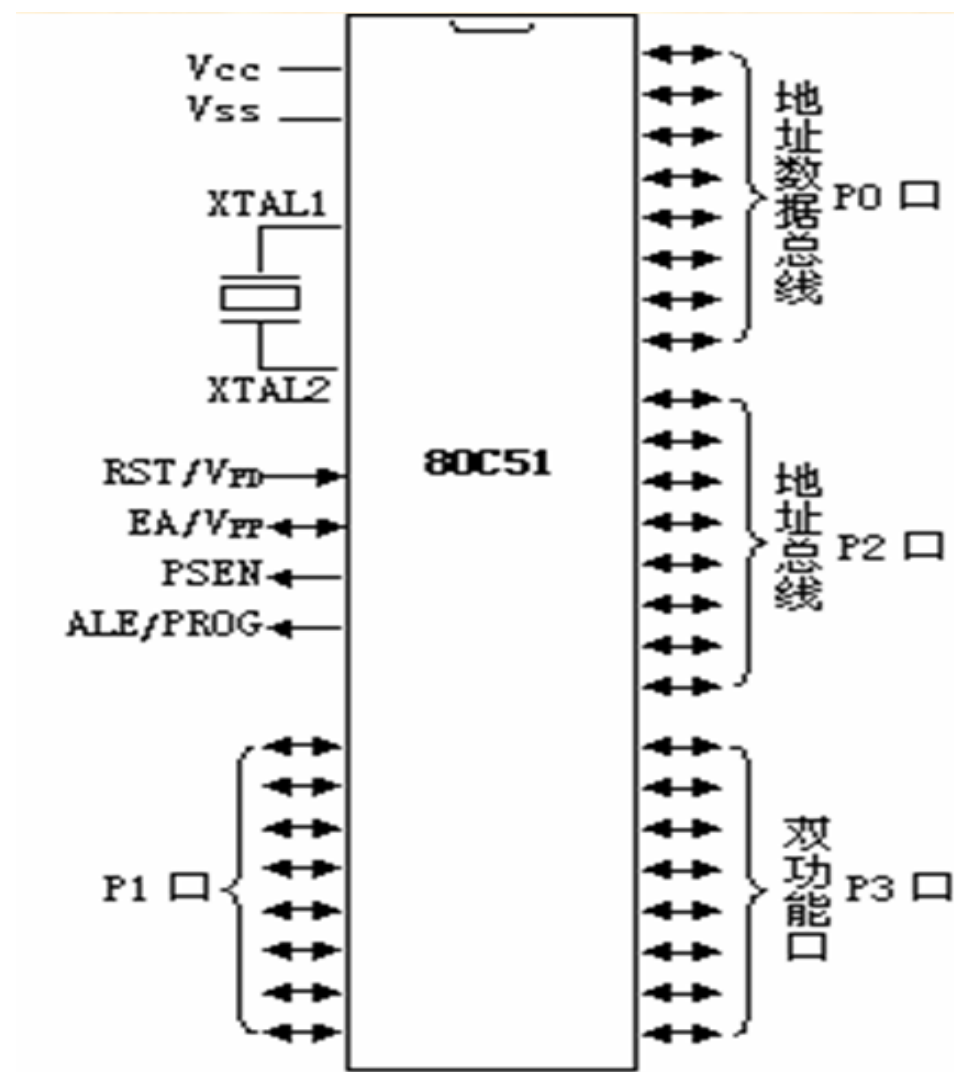 Vcc
Vss
XTAL1
XTAL2
RST/VPD
EA/VPP
PSEN
ALE/PROG
P1 口
80C51
地址数据总线
P0 口
地址总线
P2 口
双功能口
P3 口